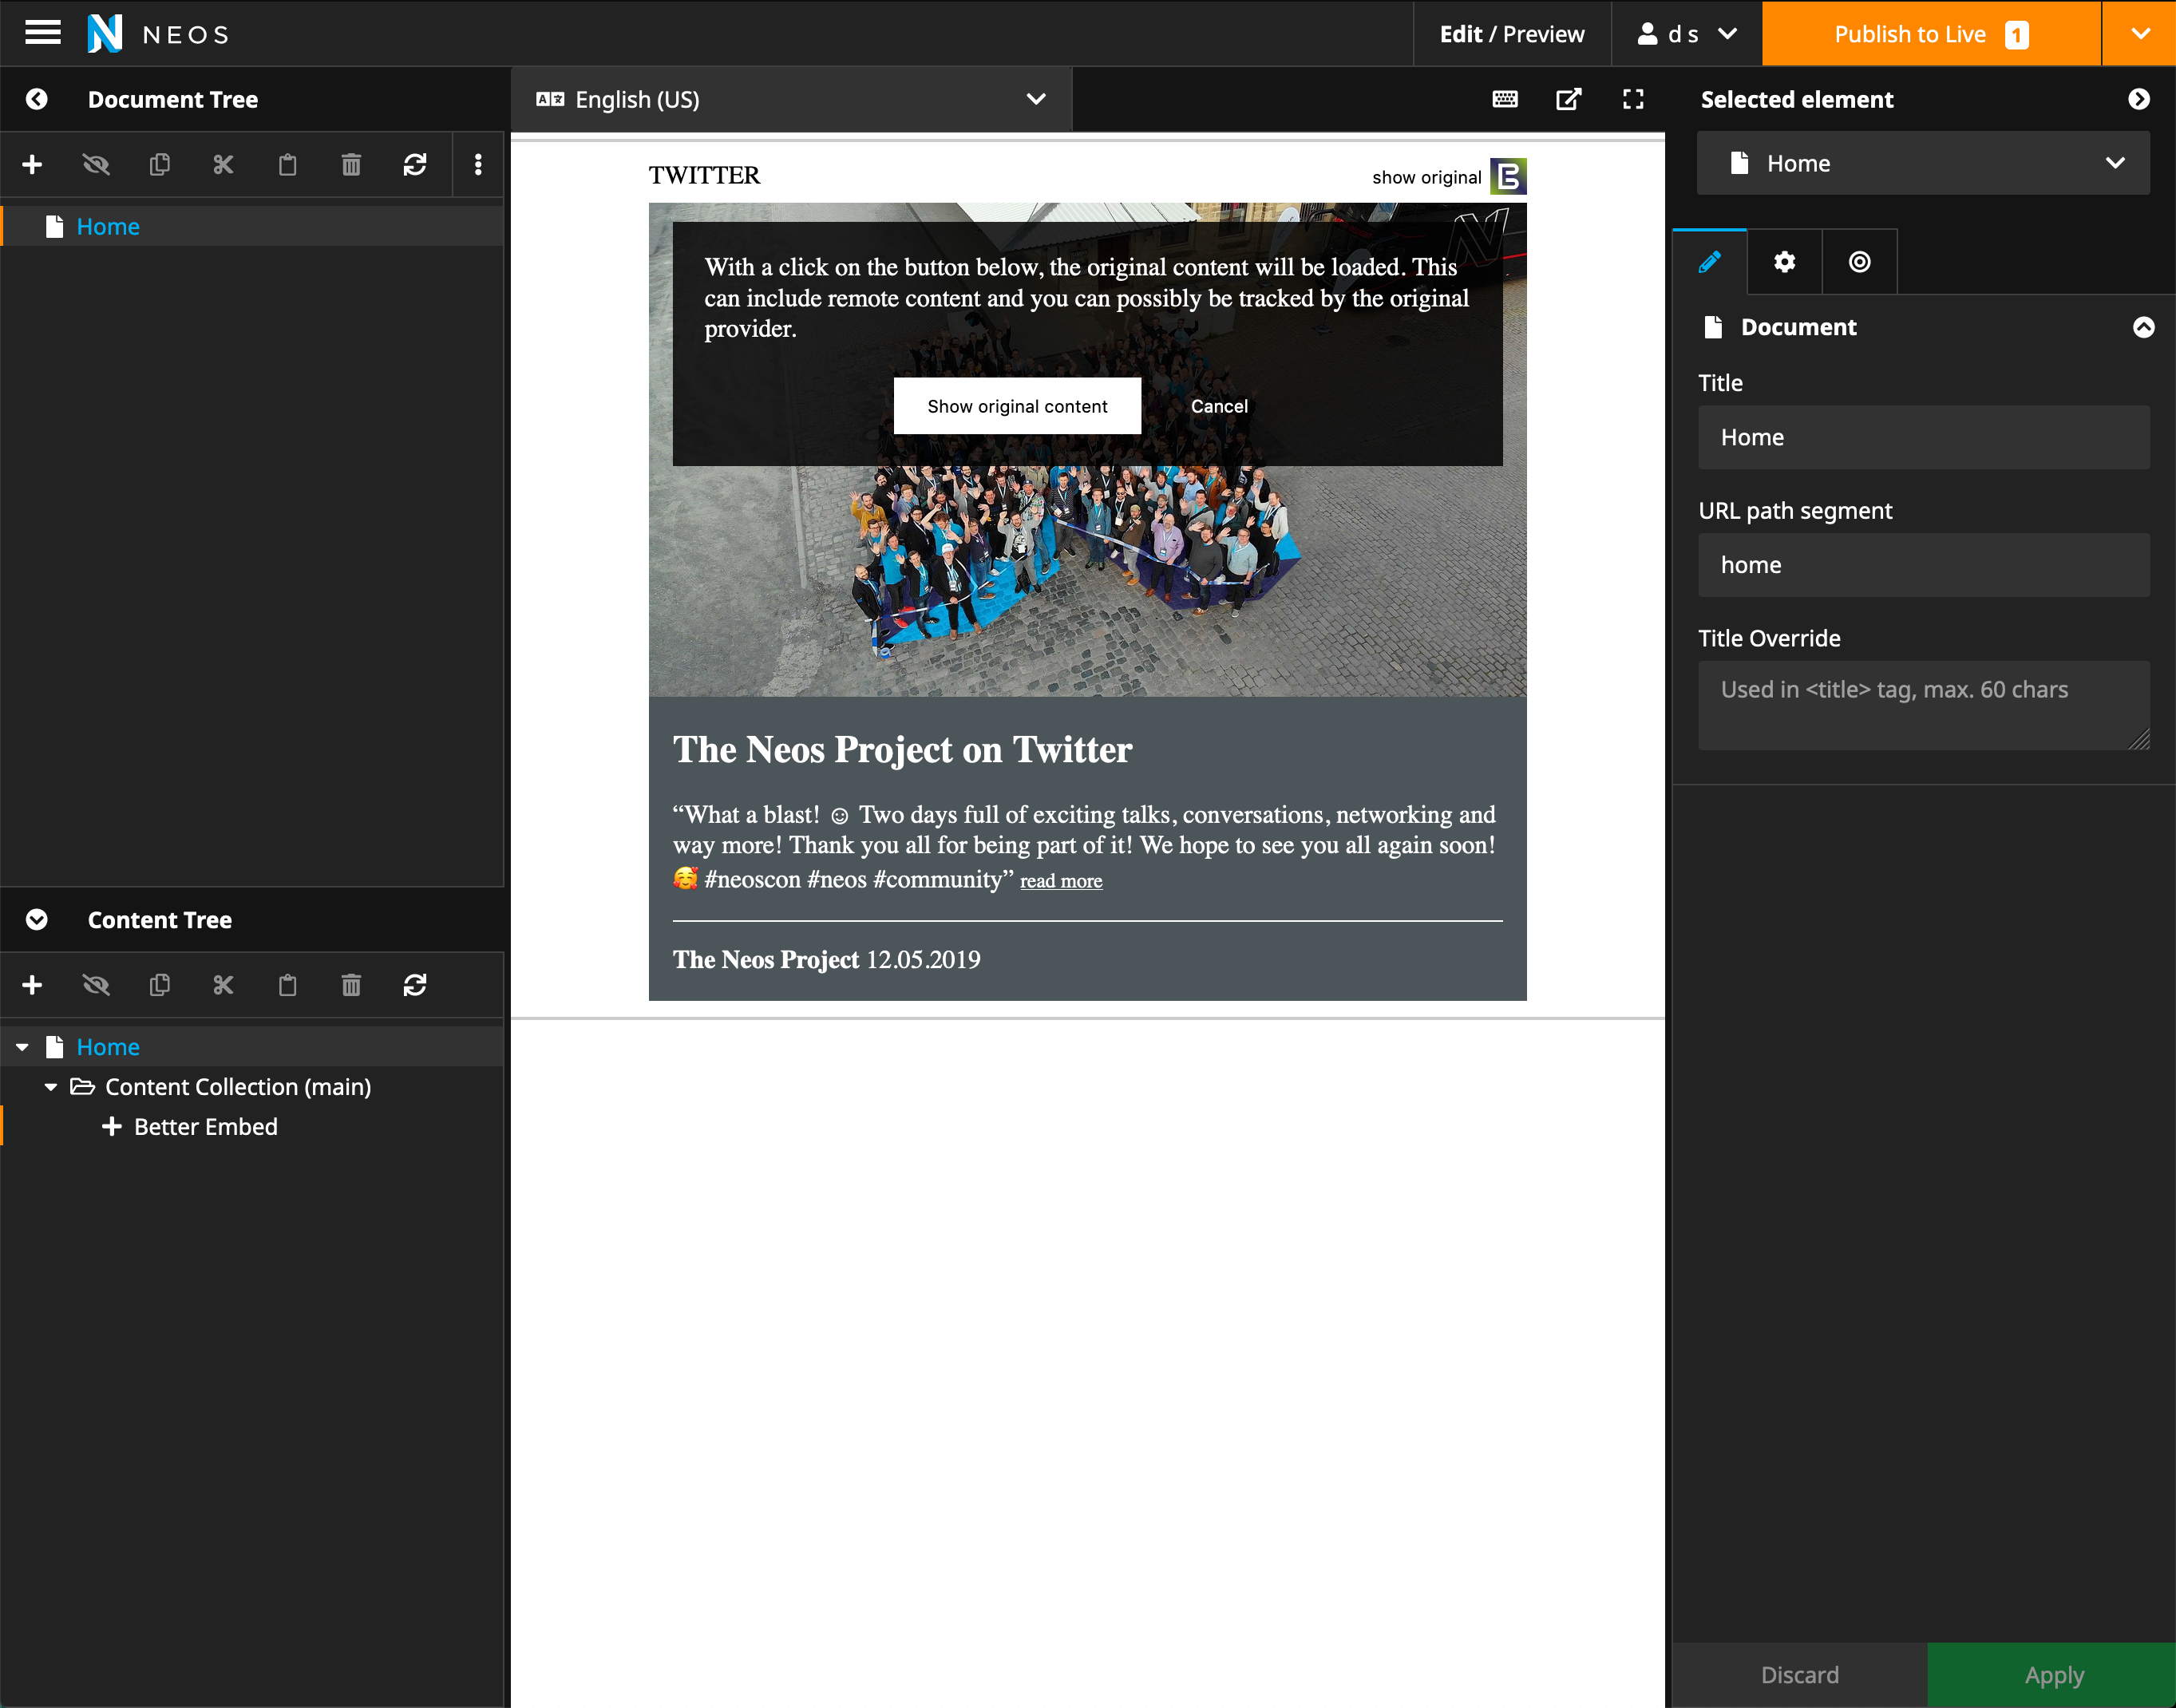 NEOS
Edit / Preview
d s
Publish to Live 1
Document Tree
English (US)
Selected element
Home
Home
TWITTER
show original
With a click on the button below, the original content will be loaded. This
can include remote content and you can possibly be tracked by the original
provider.
Show original content
Cancel
Document
Title
Home
URL path segment
home
Title Override
Used in <title> tag, max. 60 chars
The Neos Project on Twitter
“What a blast! ☺ Two days full of exciting talks, conversations, networking and
way more! Thank you all for being part of it! We hope to see you all again soon!
🥰 #neoscon #neos #community” read more
The Neos Project 12.05.2019
Content Tree
Home
Content Collection (main)
Better Embed
Discard
Apply